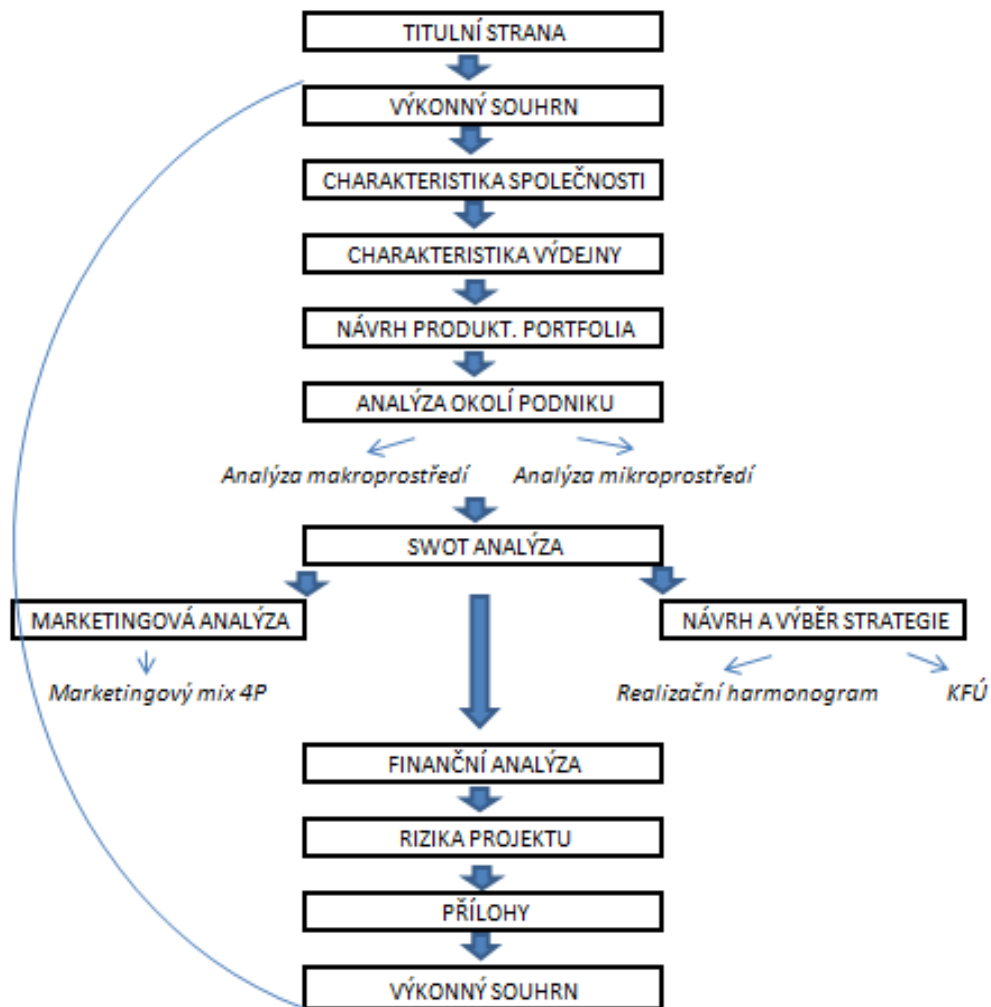 TITULNÍ STRANA
VÝKONNÝ SOUHRN
CHARAKTERISTIKA SPOLEČNOSTI
CHARAKTERISTIKA VÝDEJNY
NÁVRH PRODUKT. PORTFOLIA
ANALÝZA OKOLÍ PODNIKU
Analýza makroprostředí
Analýza mikroprostředí
SWOT ANALÝZA
MARKETINGOVÁ ANALÝZA
NÁVRH A VÝBĚR STRATEGIE
Marketingový mix 4P
Realizační harmonogram
KFÚ
FINANČNÍ ANALÝZA
RIZIKA PROJEKTU
PŘÍLOHY
VÝKONNÝ SOUHRN